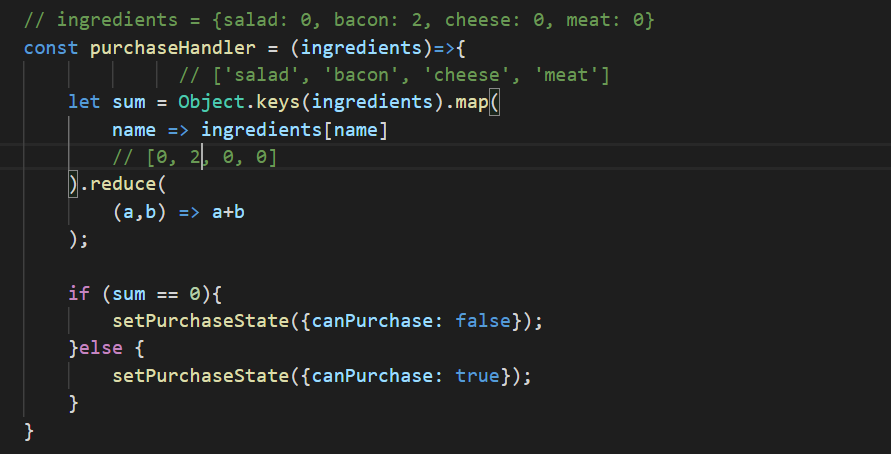 // ingredients = {salad: 0, bacon: 2, cheese: 0, meat: 0}
const purchaseHandler = (ingredients)=>{
// ['salad', 'bacon', 'cheese', 'meat']
let sum = Object.keys(ingredients).map(
name => ingredients[name]
// [0, 2, 0, 0]
).reduce(
(a,b) => a+b
);
if (sum == 0){
setPurchaseState({canPurchase: false});
}else {
setPurchaseState({canPurchase: true});
}
}